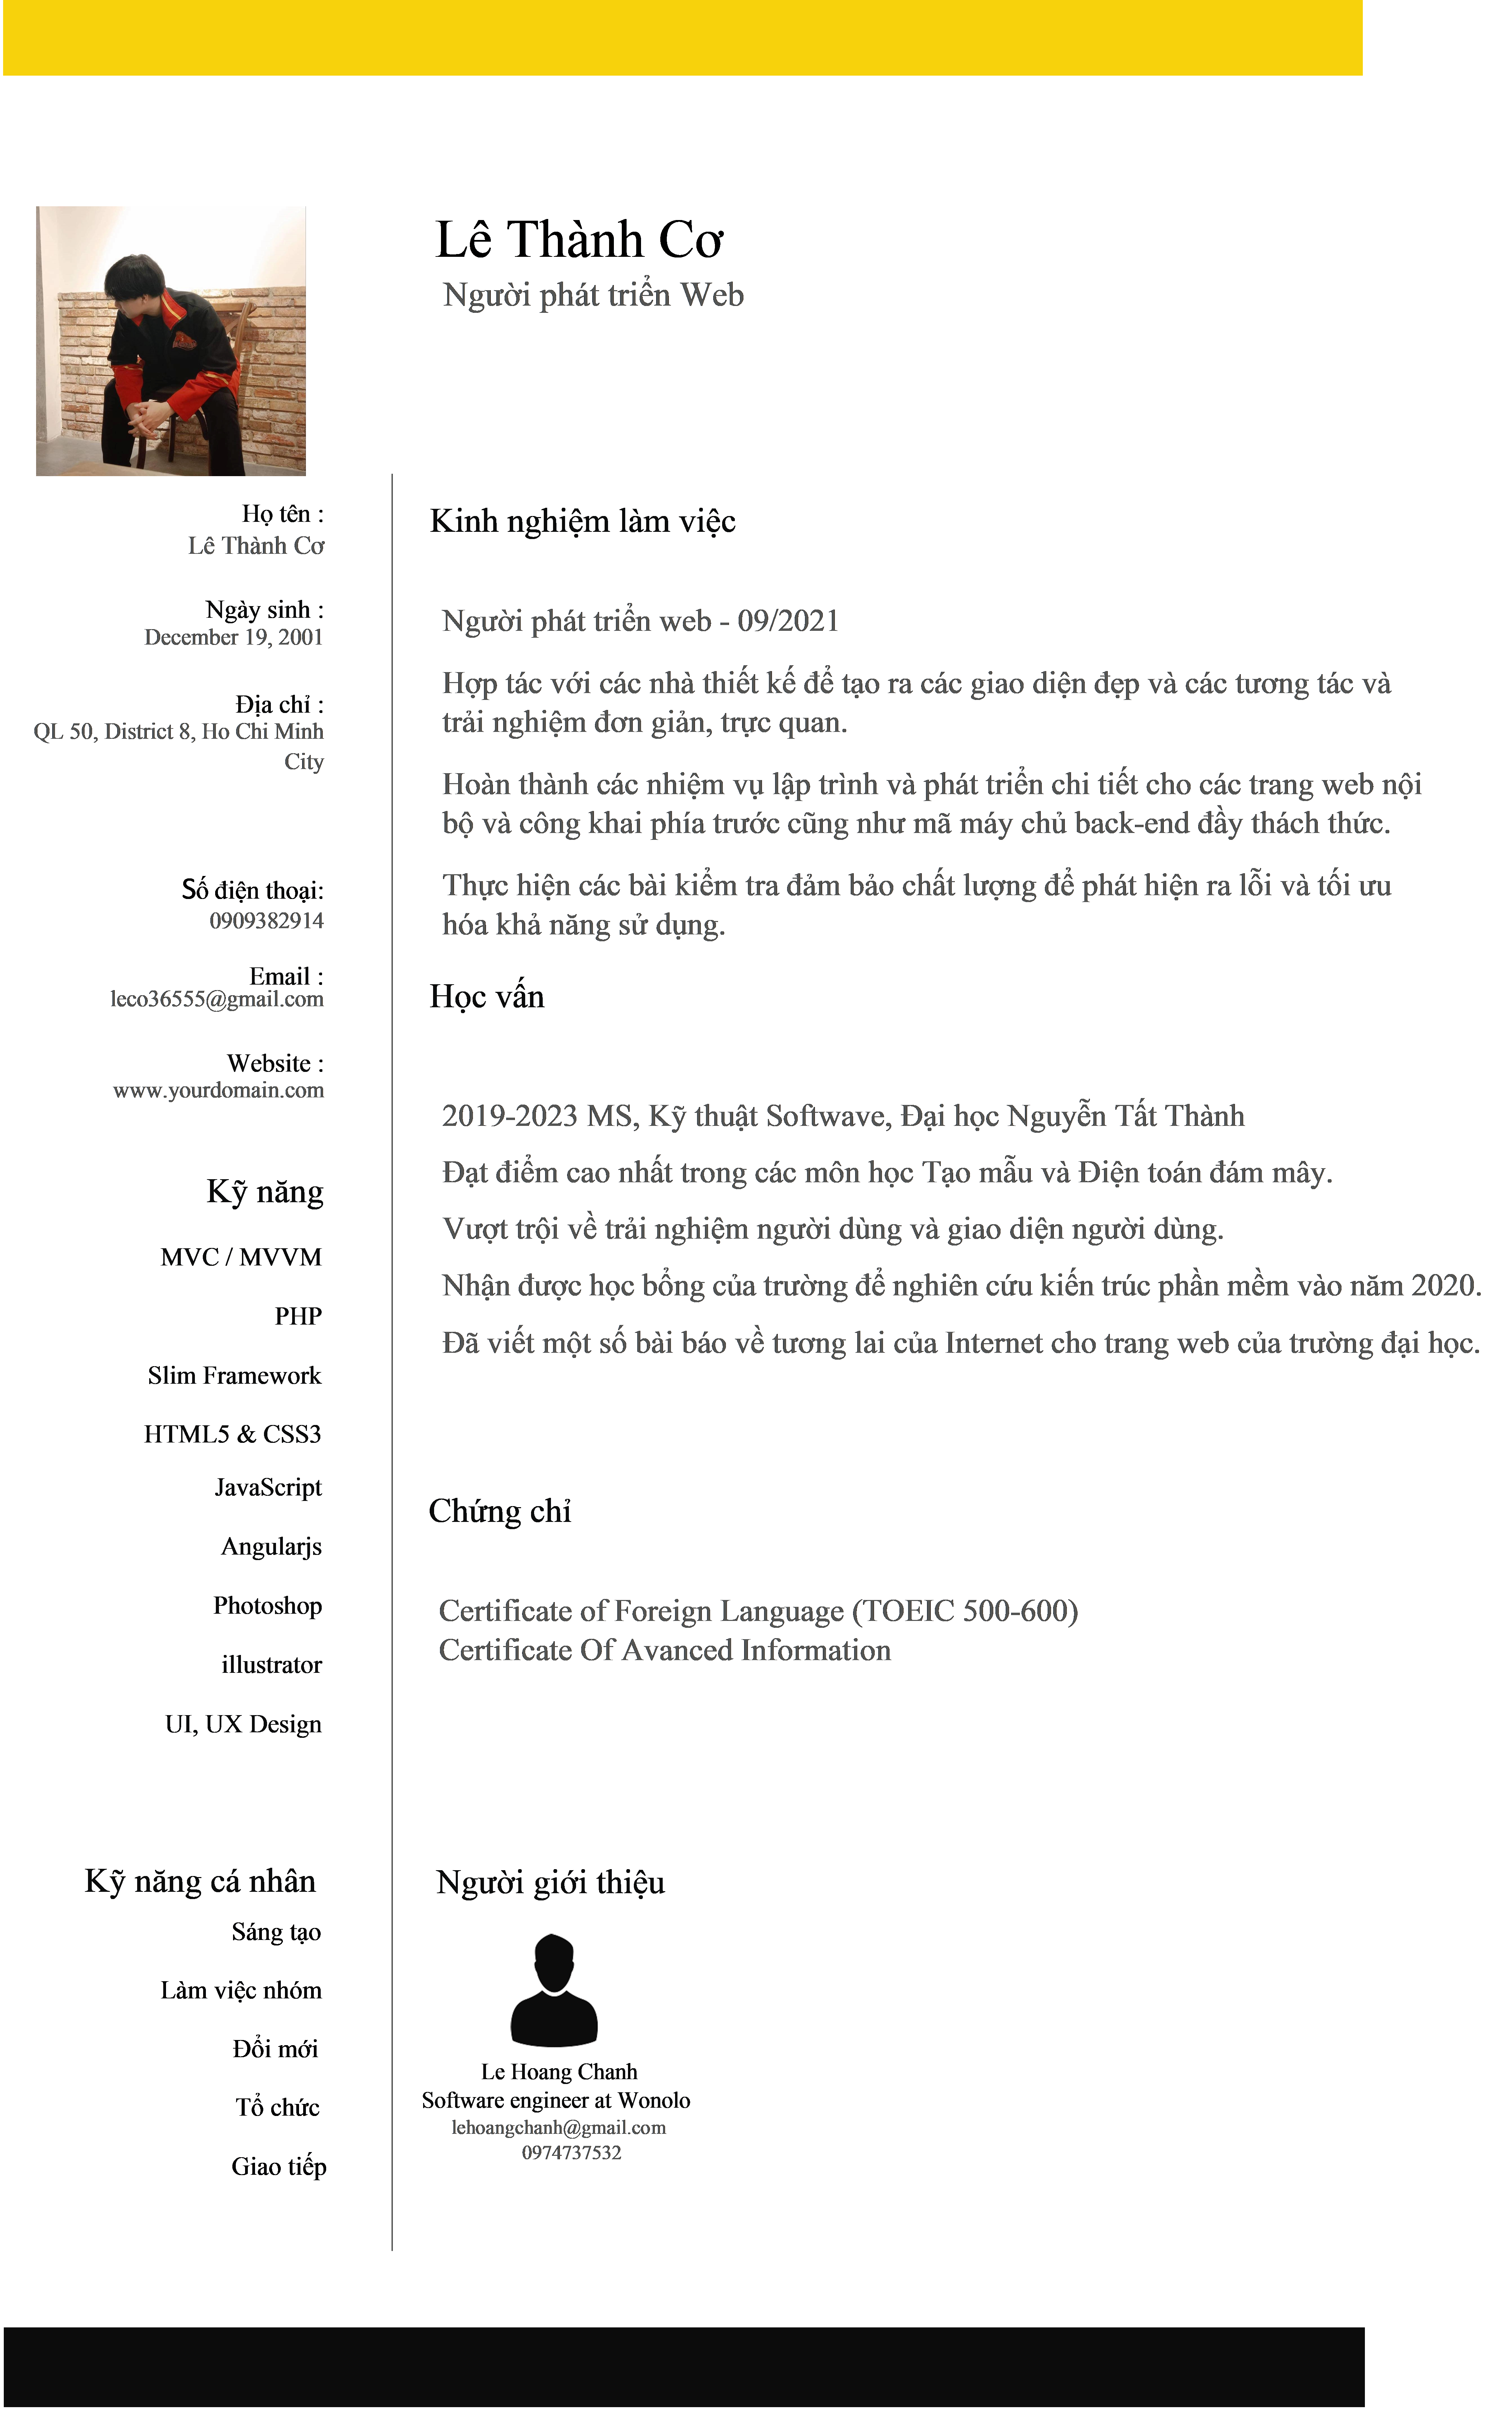 Lê Thành Cơ
Người phát triển Web
Họ tên :
Lê Thành Cơ
Ngày sinh :
December 19, 2001
Địa chỉ :
QL 50, District 8, Ho Chi Minh
City
Số điện thoại:
0909382914
Email :
leco36555@gmail.com
Website :
www.yourdomain.com
Kỹ năng
MVC / MVVM
PHP
Slim Framework
HTML5 & CSS3
JavaScript
Angularjs
Photoshop
illustrator
UI, UX Design
Kỹ năng cá nhân
Sáng tạo
Làm việc nhóm
Đổi mới
Tổ chức
Giao tiếp
Kinh nghiệm làm việc
Người phát triển web - 09/2021
Hợp tác với các nhà thiết kế để tạo ra các giao diện đẹp và các tương tác và
trải nghiệm đơn giản, trực quan.
Hoàn thành các nhiệm vụ lập trình và phát triển chi tiết cho các trang web nội
bộ và công khai phía trước cũng như mã máy chủ back-end đầy thách thức.
Thực hiện các bài kiểm tra đảm bảo chất lượng để phát hiện ra lỗi và tối ưu
hóa khả năng sử dụng.
Học vấn
2019-2023 MS, Kỹ thuật Softwave, Đại học Nguyễn Tất Thành
Đạt điểm cao nhất trong các môn học Tạo mẫu và Điện toán đám mây.
Vượt trội về trải nghiệm người dùng và giao diện người dùng.
Nhận được học bổng của trường để nghiên cứu kiến trúc phần mềm vào năm 2020.
Đã viết một số bài báo về tương lai của Internet cho trang web của trường đại học.
Chứng chỉ
Certificate of Foreign Language (TOEIC 500-600)
Certificate Of Avanced Information
Người giới thiệu
Le Hoang Chanh
Software engineer at Wonolo
lehoangchanh@gmail.com
0974737532